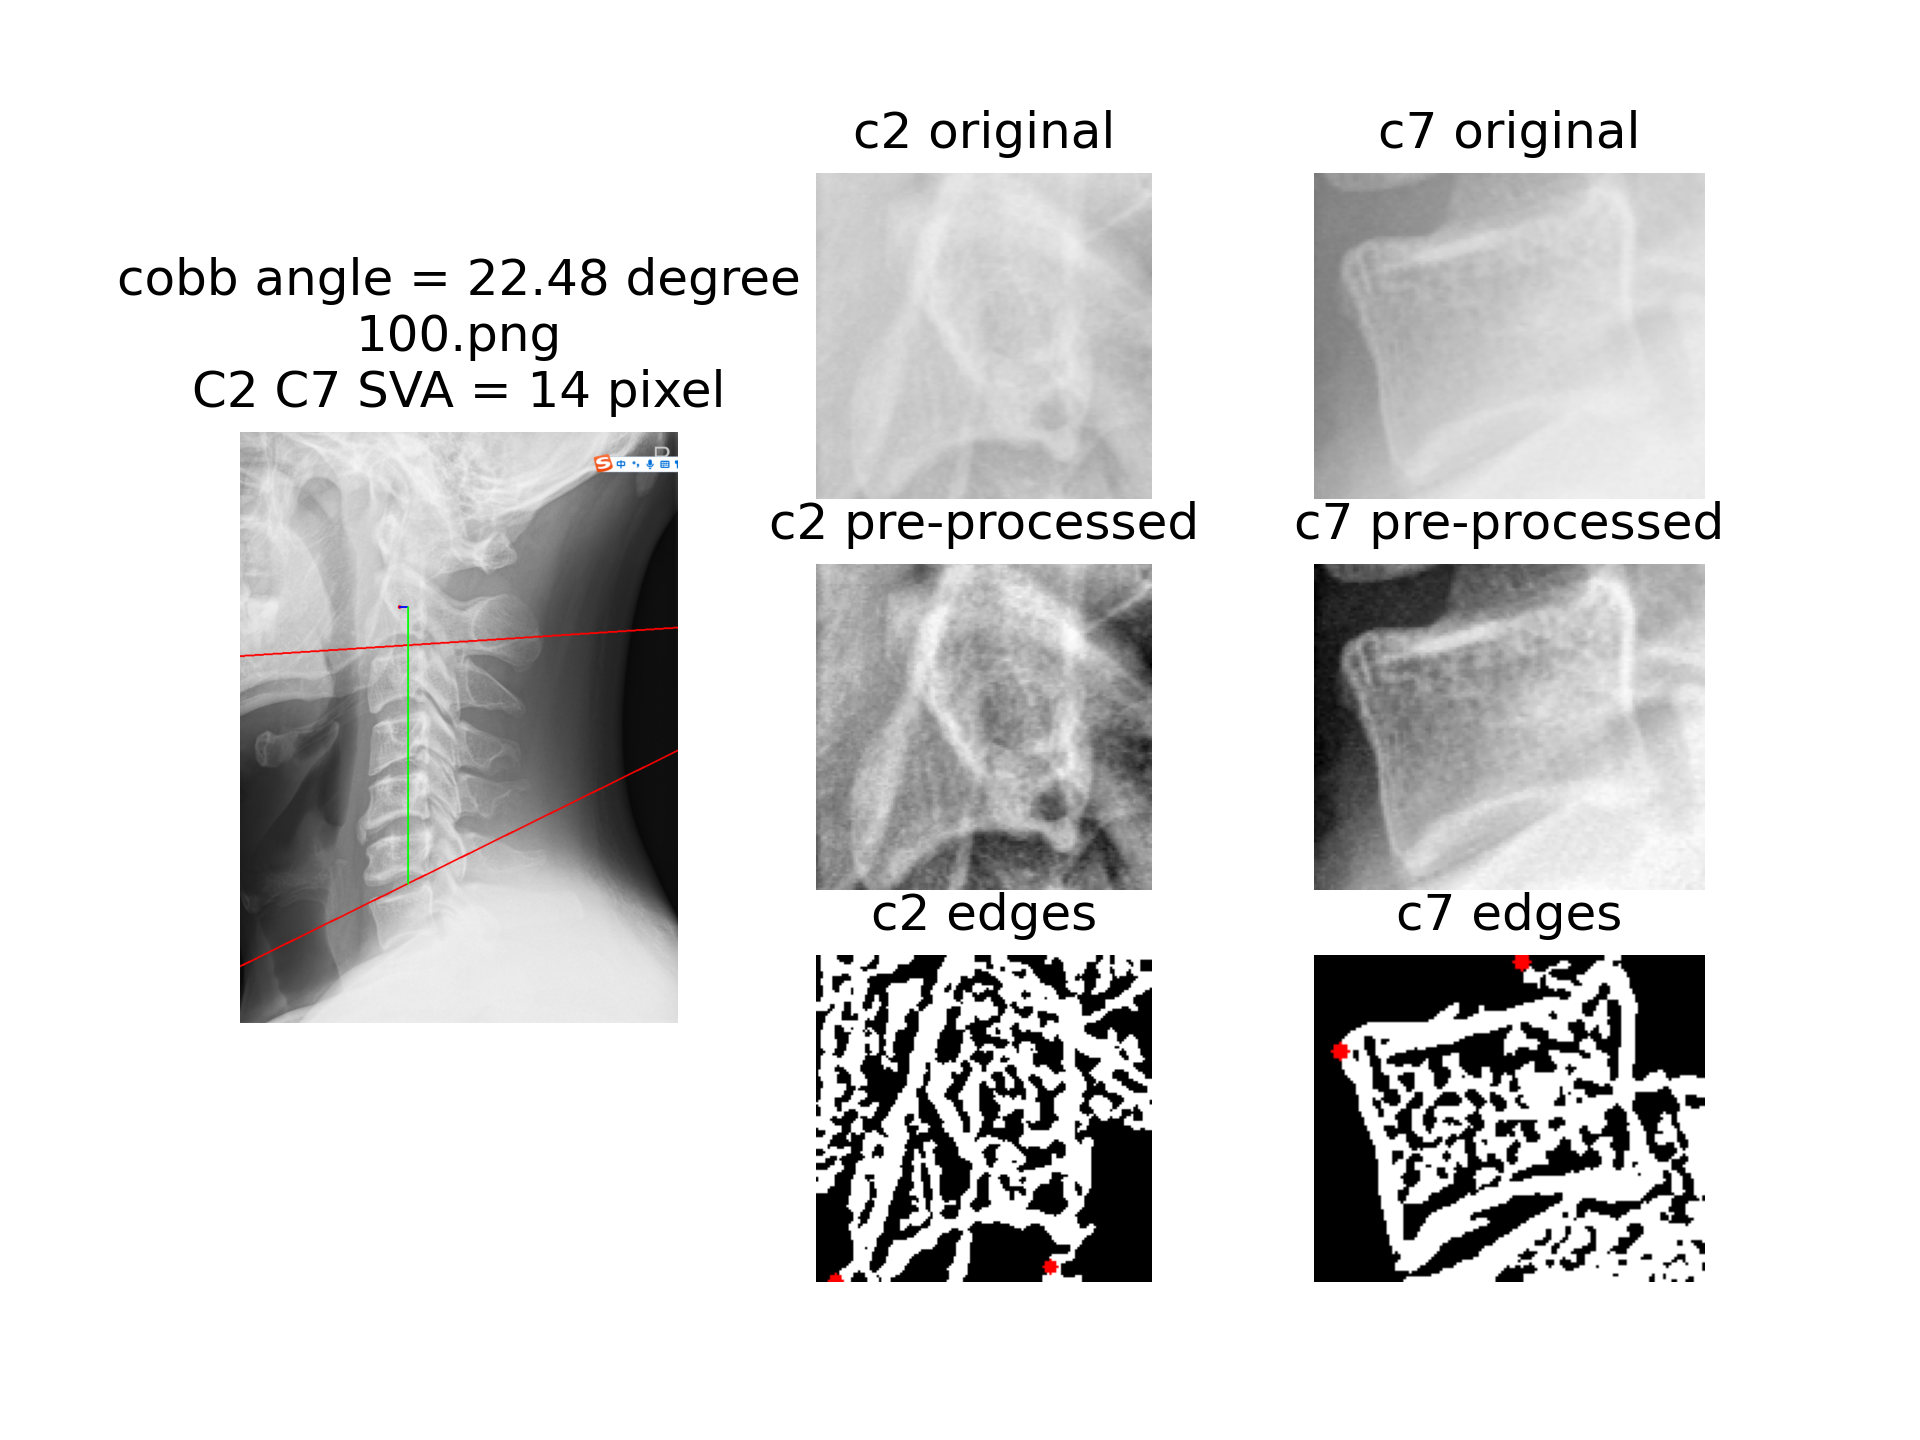 cobb angle = 22.48 degree
100.png
C2 C7 SVA = 14 pixel
R
中
c2 original
c7 original
c2 pre-processed
c7 pre-processed
c2 edges
c7 edges